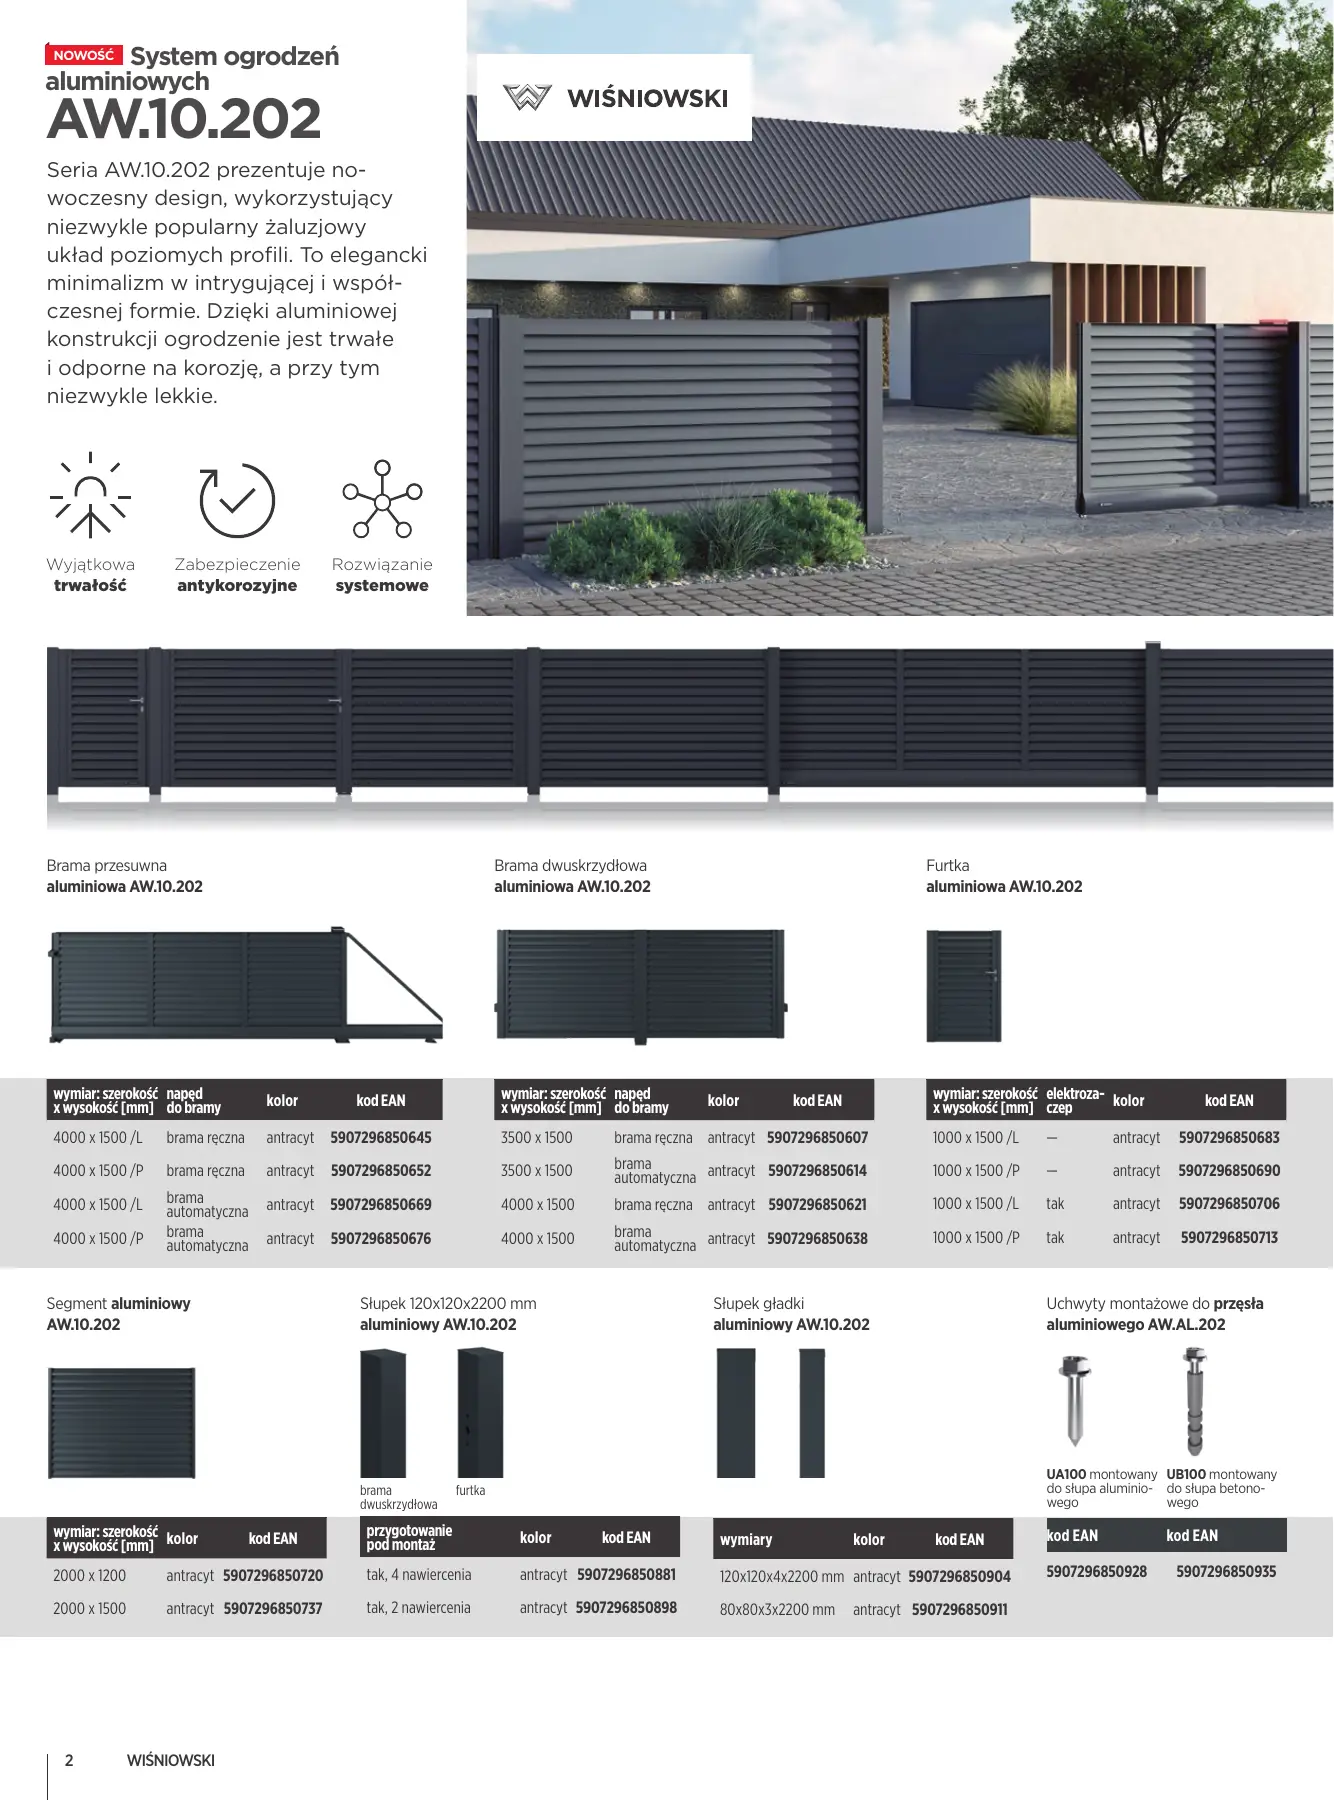 NOWOŚĆ System ogrodzeń
aluminiowych
AW.10.202
Seria AW.10.202 prezentuje no-
woczesny design, wykorzystujący
niezwykle popularny żaluzjowy
układ poziomych profili. To elegancki
minimalizm w intrygującej i współ-
czesnej formie. Dzięki aluminiowej
konstrukcji ogrodzenie jest trwałe
i odporne na korozję, a przy tym
niezwykle lekkie.
WIŚNIOWSKI
Wyjątkowa
trwałość
Zabezpieczenie
antykorozyjne
Rozwiązanie
systemowe
Brama przesuwna
aluminiowa AW.10.202
wymiar: szerokość x wysokość [mm] napęd do bramy kolor kod EAN
4000 x 1500 /L brama ręczna antracyt 5907296850645
4000 x 1500 /P brama ręczna antracyt 5907296850652
4000 x 1500 /L brama automatyczna antracyt 5907296850669
4000 x 1500 /P brama automatyczna antracyt 5907296850676
Brama dwuskrzydłowa
aluminiowa AW.10.202
wymiar: szerokość x wysokość [mm] napęd do bramy kolor kod EAN
3500 x 1500 brama ręczna antracyt 5907296850607
3500 x 1500 brama automatyczna antracyt 5907296850614
4000 x 1500 brama ręczna antracyt 5907296850621
4000 x 1500 brama automatyczna antracyt 5907296850638
Furtka
aluminiowa AW.10.202
wymiar: szerokość x wysokość [mm] elektroza-czep kolor kod EAN
1000 x 1500 /L — antracyt 5907296850683
1000 x 1500 /P — antracyt 5907296850690
1000 x 1500 /L tak antracyt 5907296850706
1000 x 1500 /P tak antracyt 5907296850713
Segment aluminiowy
AW.10.202
wymiar: szerokość x wysokość [mm] kolor kod EAN
2000 x 1200 antracyt 5907296850720
2000 x 1500 antracyt 5907296850737
Słupek 120x120x2200 mm
aluminiowy AW.10.202
brama
dwuskrzydłowa
furtka
przygotowanie pod montaż kolor kod EAN
tak, 4 nawiercenia antracyt 5907296850881
tak, 2 nawiercenia antracyt 5907296850898
Słupek gładki
aluminiowy AW.10.202
wymiary kolor kod EAN
120x120x4x2200 mm antracyt 5907296850904
80x80x3x2200 mm antracyt 5907296850911
Uchwyty montażowe do przęsła
aluminiowego AW.AL.202
UA100 montowany
do słupa aluminio-
wego
UB100 montowany
do słupa betono-
wego
kod EAN kod EAN
5907296850928 5907296850935
2 WIŚNIOWSKI